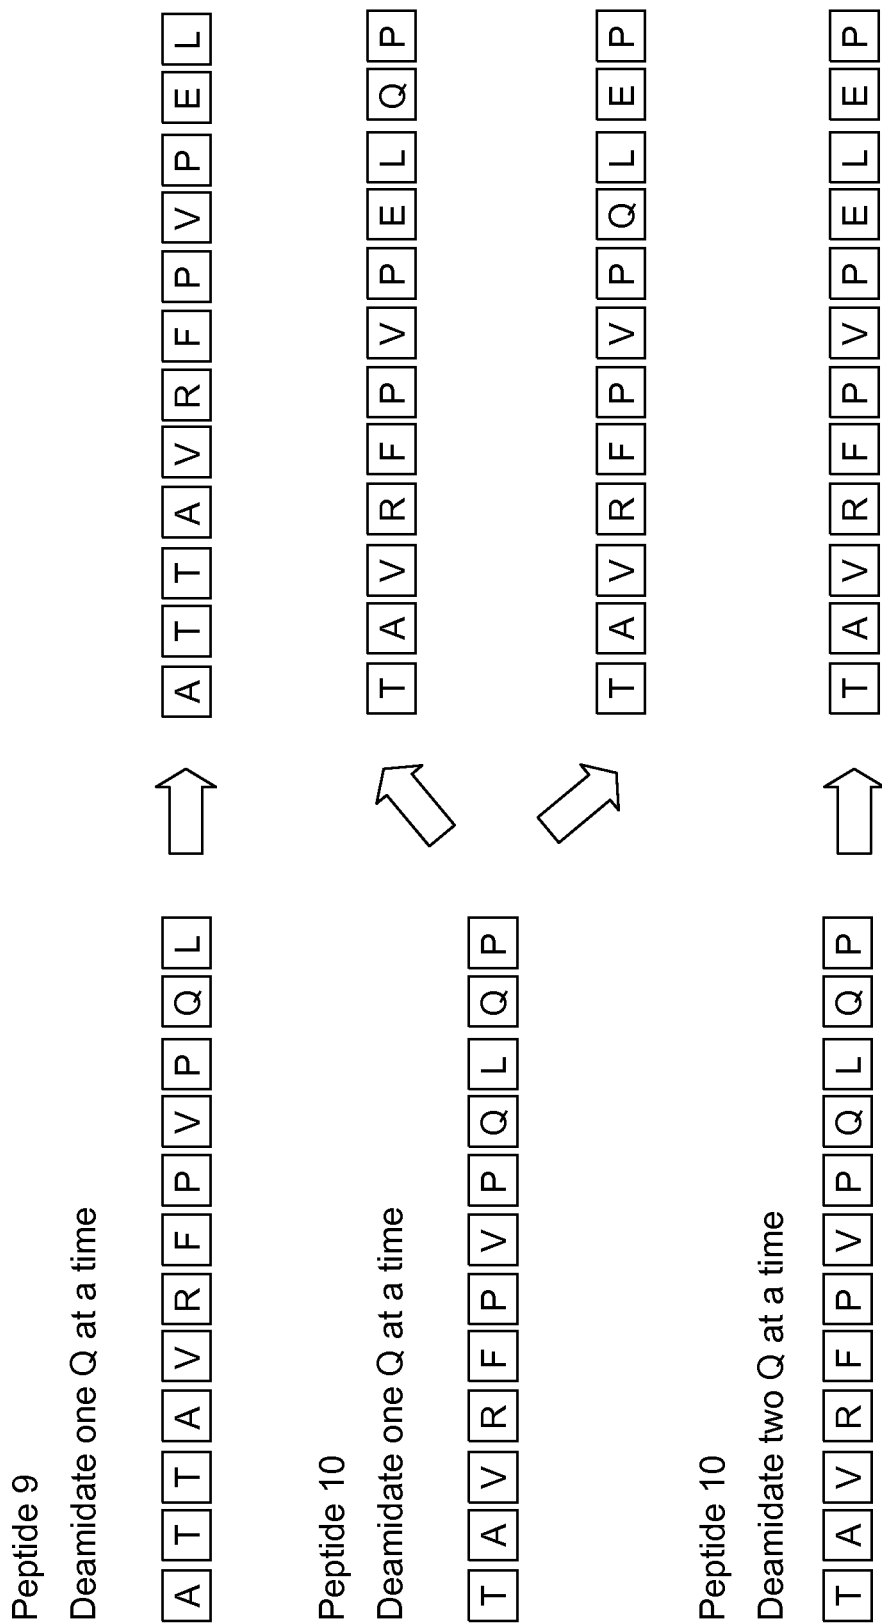 Peptide 9
Deamidate one Q at a time
A T T A V R F P V P Q L
A T T A V R F P V P E L
Peptide 10
Deamidate one Q at a time
T A V R F P V P Q L Q P
T A V R F P V P E L Q P
T A V R F P V P Q L E P
Peptide 10
Deamidate two Q at a time
T A V R F P V P Q L Q P
T A V R F P V P E L E P